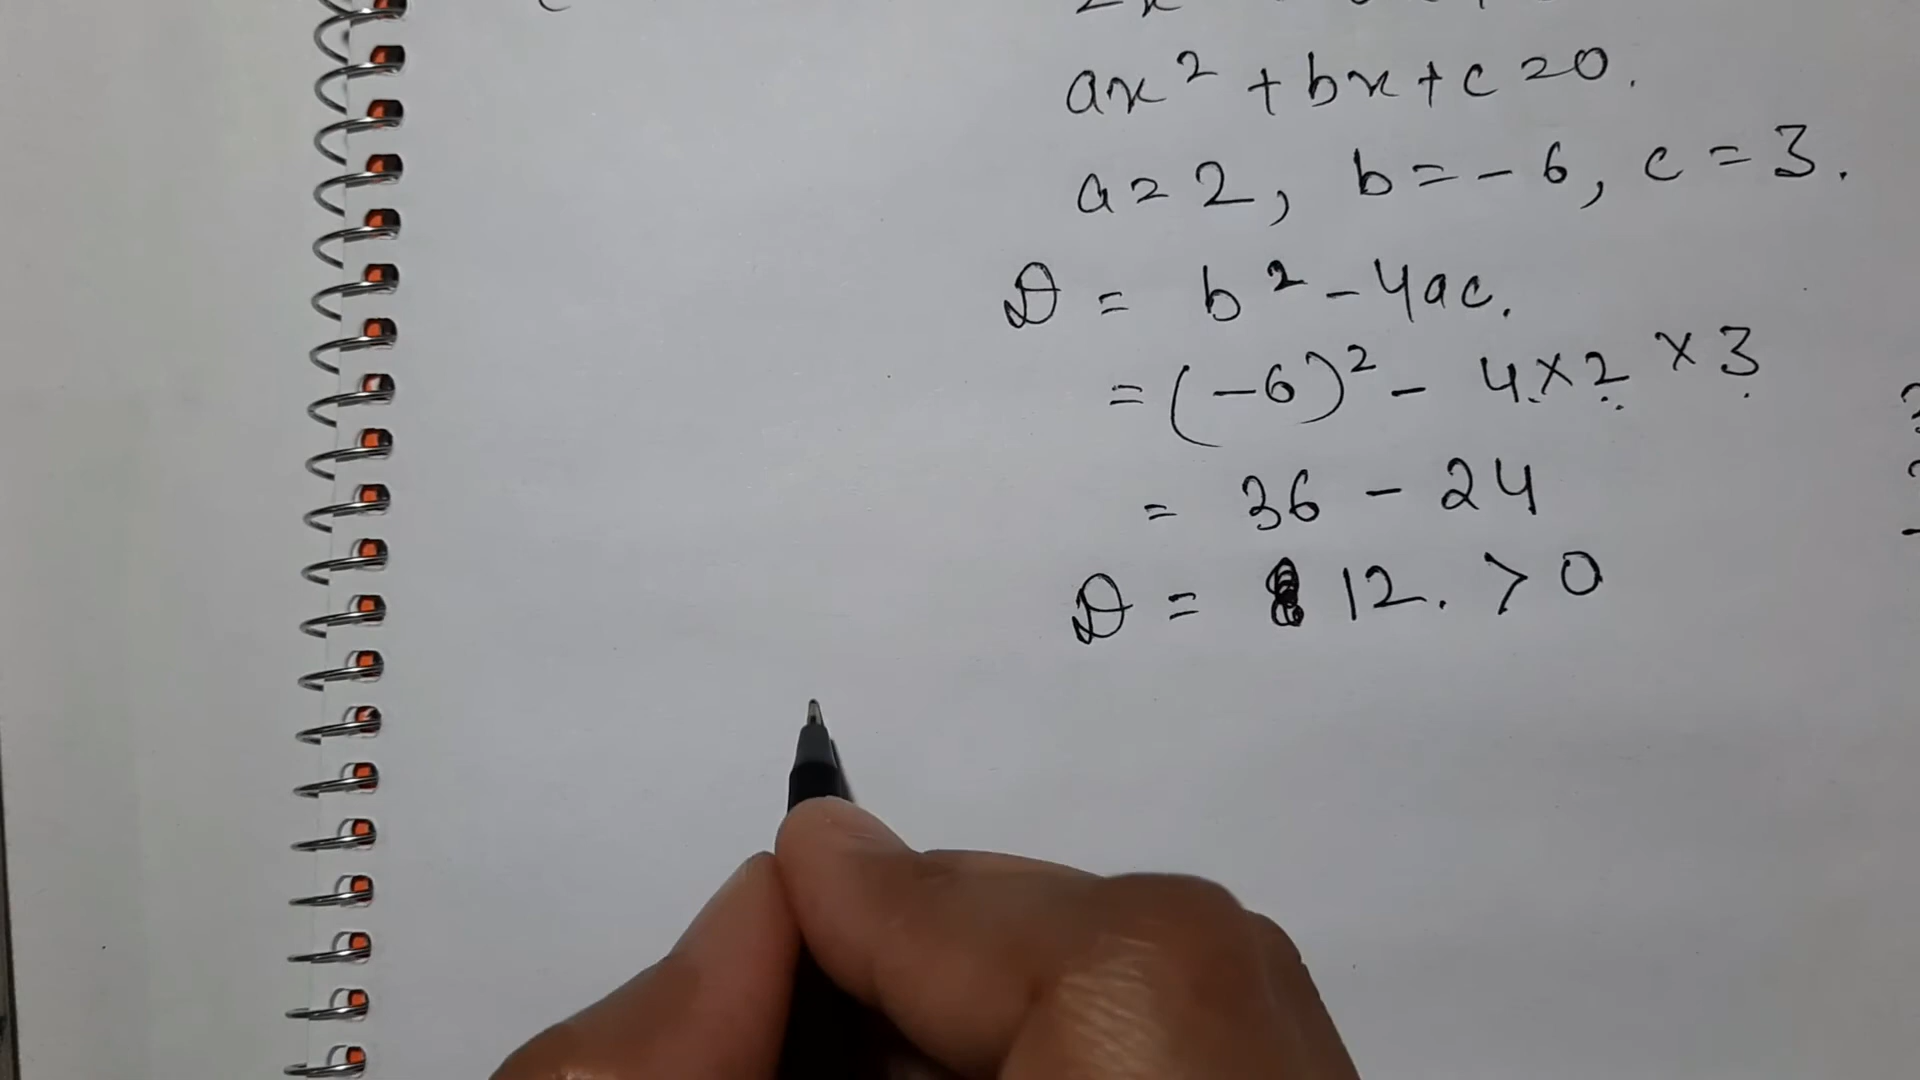 ax² + bx + c = 0.
a = 2, b = - 6, c = 3.
D = b² - 4ac.
= (-6)² - 4 × 2 × 3
= 36 - 24
D = 12. > 0